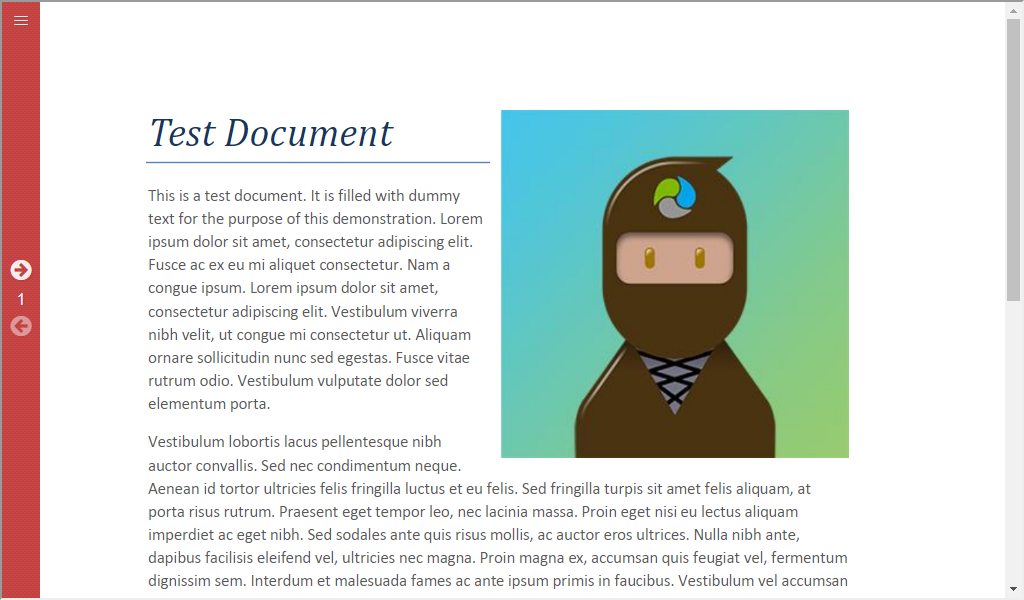 Test Document
This is a test document. It is filled with dummy
text for the purpose of this demonstration. Lorem
ipsum dolor sit amet, consectetur adipiscing elit.
Fusce ac ex eu mi aliquet consectetur. Nam a
congue ipsum. Lorem ipsum dolor sit amet,
consectetur adipiscing elit. Vestibulum viverra
nibh velit, ut congue mi consectetur ut. Aliquam
ornare sollicitudin nunc sed egestas. Fusce vitae
rutrum odio. Vestibulum vulputate dolor sed
elementum porta.
1
Vestibulum lobortis lacus pellentesque nibh
auctor convallis. Sed nec condimentum neque.
Aenean id tortor ultricies felis fringilla luctus et eu felis. Sed fringilla turpis sit amet felis aliquam, at
porta risus rutrum. Praesent eget tempor leo, nec lacinia massa. Proin eget nisi eu lectus aliquam
imperdiet ac eget nibh. Sed sodales ante quis risus mollis, ac auctor eros ultrices. Nulla nibh ante,
dapibus facilisis eleifend vel, ultricies nec magna. Proin magna ex, accumsan quis feugiat vel, fermentum
dignissim sem. Interdum et malesuada fames ac ante ipsum primis in faucibus. Vestibulum vel accumsan